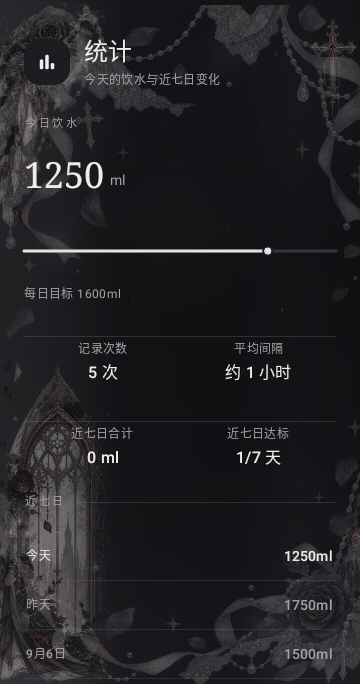 统计
今天的饮水与近七日变化
今日饮水
1250 ml
每日目标 1600ml
记录次数 平均间隔
5 次 约 1 小时
近七日合计 近七日达标
0 ml 1/7 天
近七日
今天 1250ml
昨天 1750ml
9月6日 1500ml